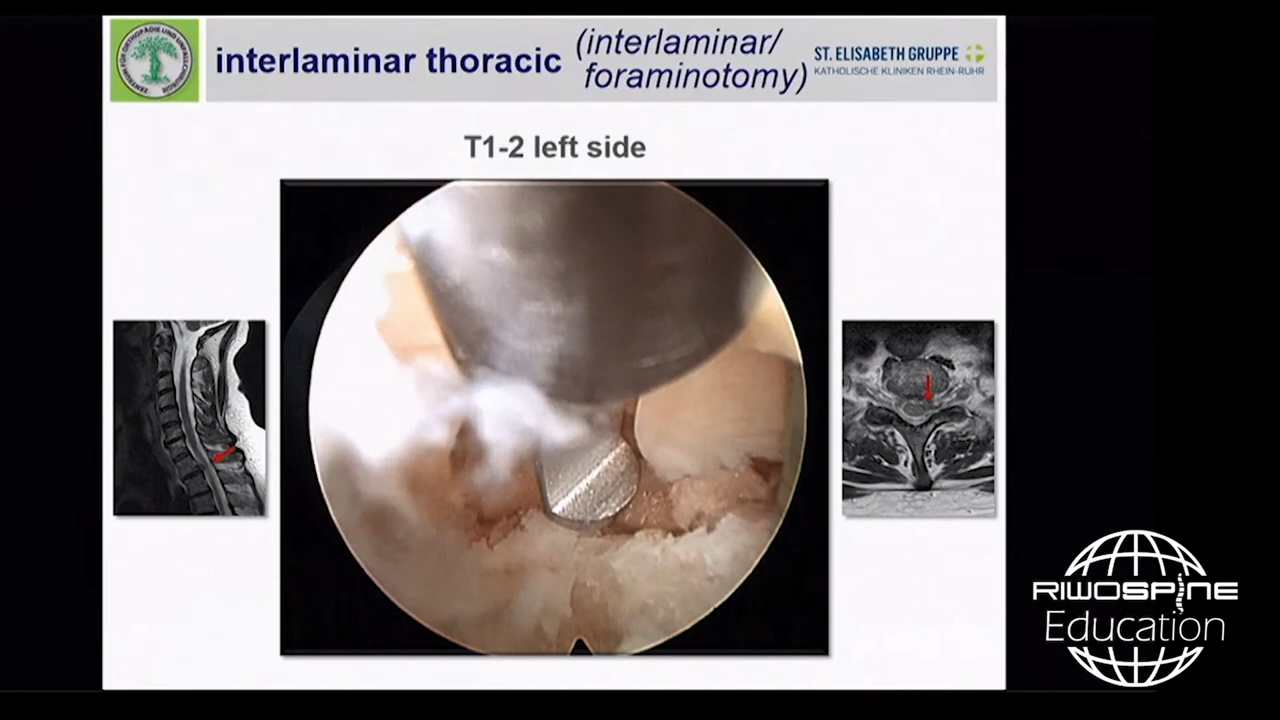 interlaminar thoracic
(interlaminar/
foraminotomy)
ST. ELISABETH GRUPPE
KATHOLISCHE KLINIKEN RHEIN-RUHR
T1-2 left side
RIWOSPINE
Education